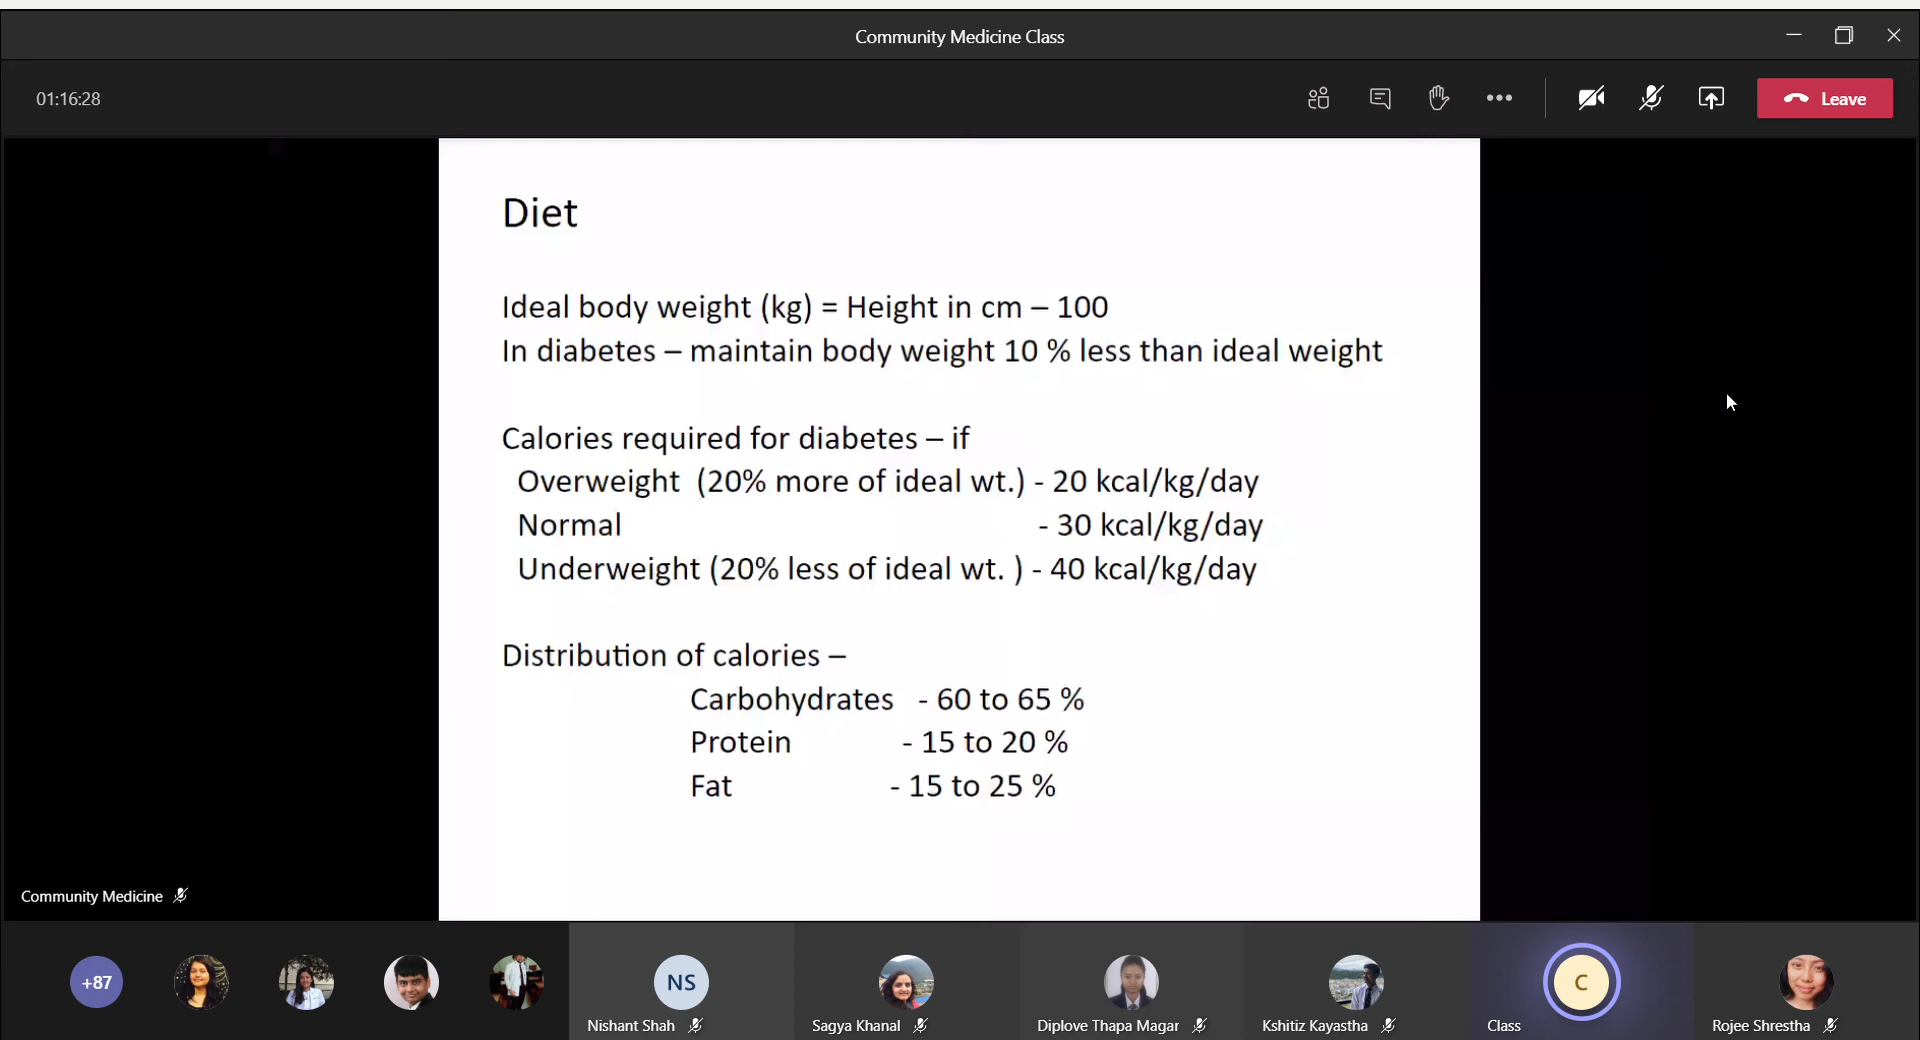 Community Medicine Class
01:16:28
Leave
Diet
Ideal body weight (kg) = Height in cm – 100
In diabetes – maintain body weight 10 % less than ideal weight
Calories required for diabetes – if
Overweight (20% more of ideal wt.) - 20 kcal/kg/day
Normal - 30 kcal/kg/day
Underweight (20% less of ideal wt. ) - 40 kcal/kg/day
Distribution of calories –
Carbohydrates - 60 to 65 %
Protein - 15 to 20 %
Fat - 15 to 25 %
Community Medicine
+87
NS
C
Nishant Shah
Sagya Khanal
Diplove Thapa Magar
Kshitiz Kayastha
Class
Rojee Shrestha